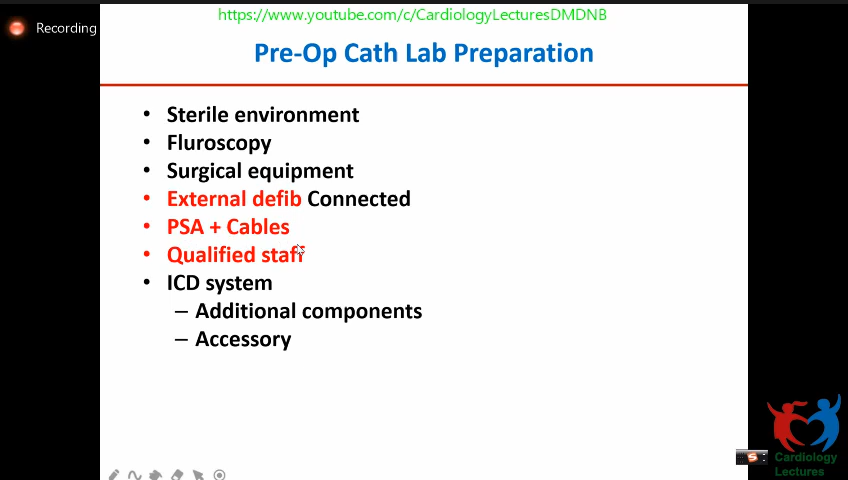 https://www.youtube.com/c/CardiologyLecturesDMDNB
Recording
Pre-Op Cath Lab Preparation
• Sterile environment
• Fluroscopy
• Surgical equipment
• External defib Connected
• PSA + Cables
• Qualified staff
• ICD system
– Additional components
– Accessory
Cardiology
Lectures